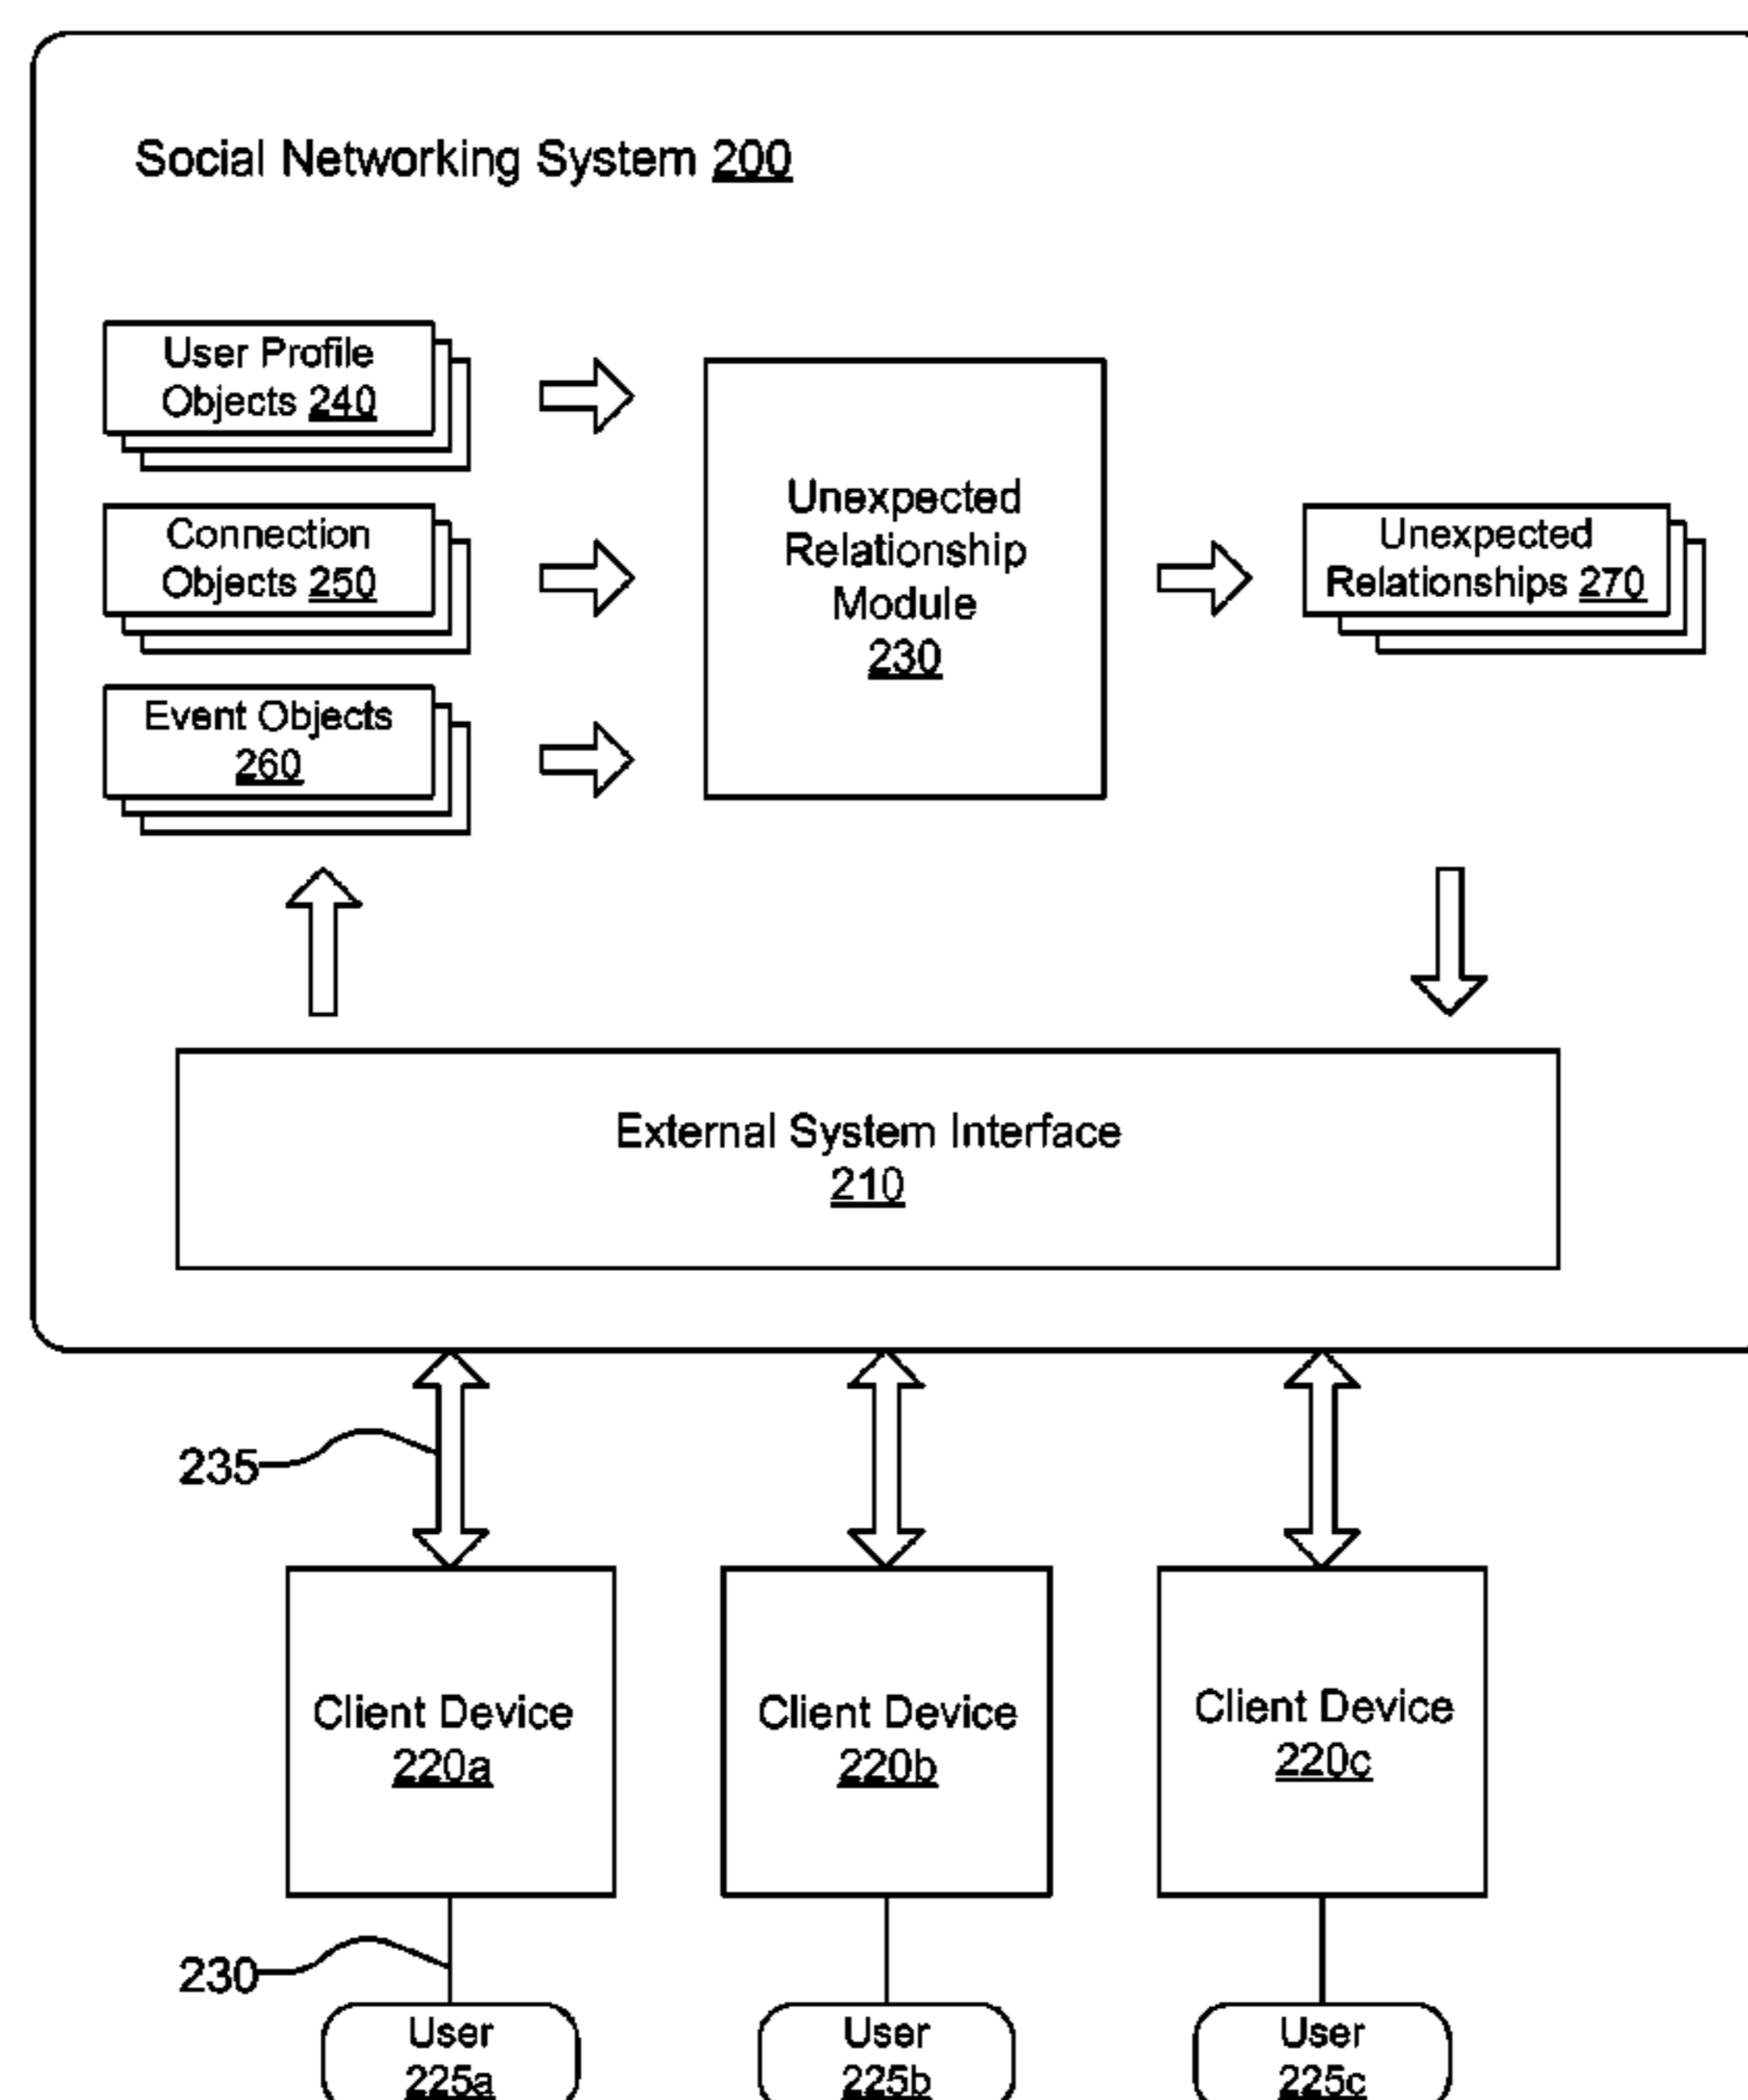 Social Networking System 200
User Profile
Objects 240
Connection
Objects 250
Event Objects
260
Unexpected
Relationship
Module
230
Unexpected
Relationships 270
External System Interface
210
235
Client Device
220a
Client Device
220b
Client Device
220c
230
User
225a
User
225b
User
225c